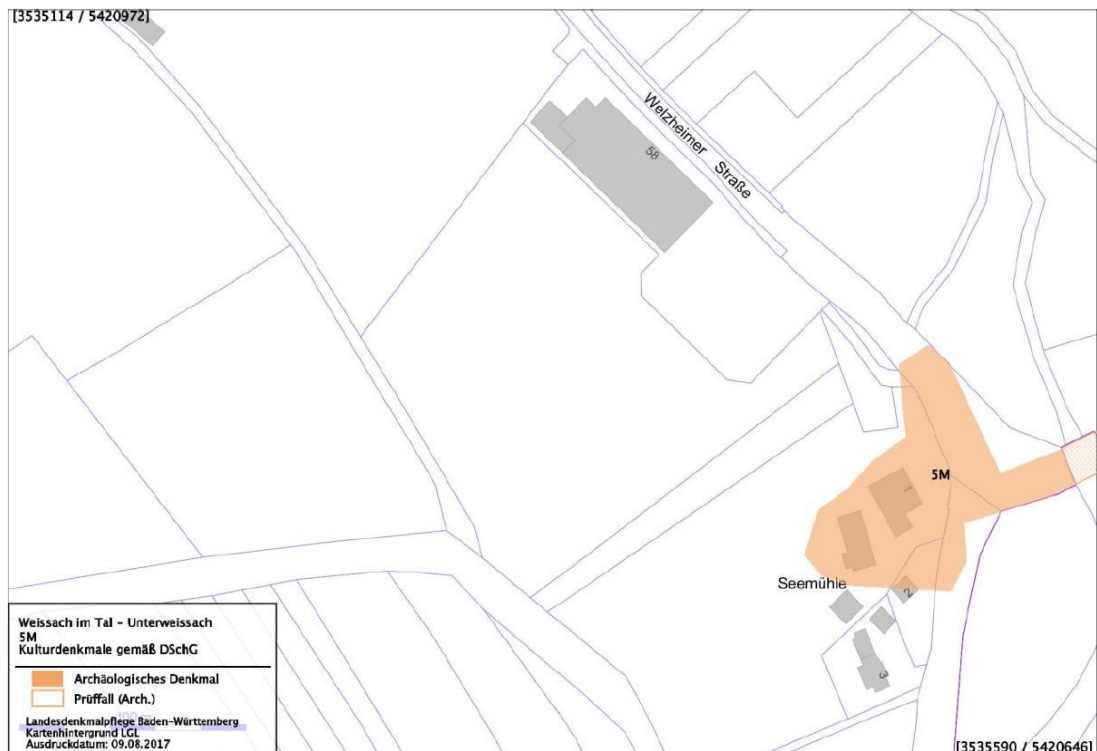 [3535114 / 5420972]
Welzheimer Straße
58
5M
1
Seemühle
2
3
Weissach im Tal - Unterweissach
5M
Kulturdenkmale gemäß DSchG
Archäologisches Denkmal
Prüffall (Arch.)
Landesdenkmalpflege Baden-Württemberg
Kartenhintergrund LGL
Ausdruckdatum: 09.08.2017
[3535590 / 5420646]